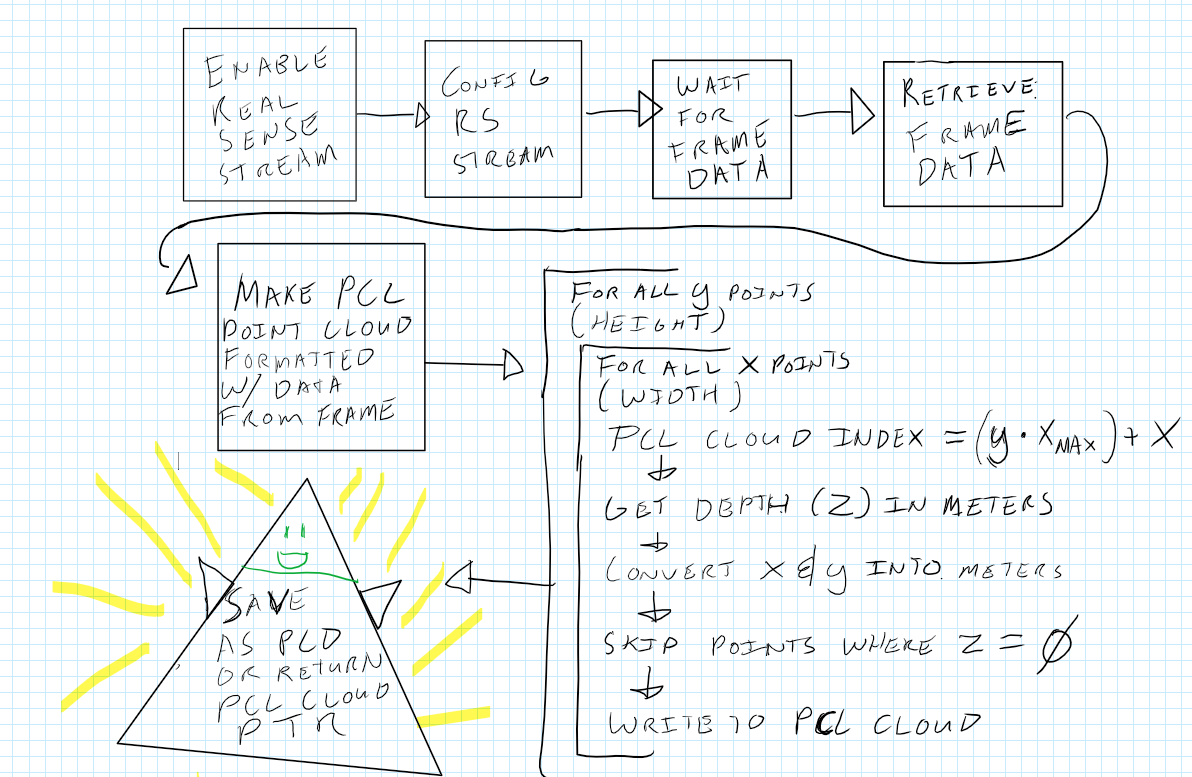 ENABLE
REAL
SENSE
STREAM
CONFIG
RS
STREAM
WAIT
FOR
FRAME
DATA
RETRIEVE:
FRAME
DATA
MAKE PCL
POINT CLOUD
FORMATTED
W/ DATA
FROM FRAME
FOR ALL y POINTS
(HEIGHT)
FOR ALL X POINTS
(WIDTH)
PCL CLOUD INDEX = (y · XMAX) + X
GET DEPTH (Z) IN METERS
CONVERT X & y INTO METERS
SKIP POINTS WHERE Z = Ø
WRITE TO PCL CLOUD
SAVE
AS PCD
OR RETURN
PCL CLOUD
PTR